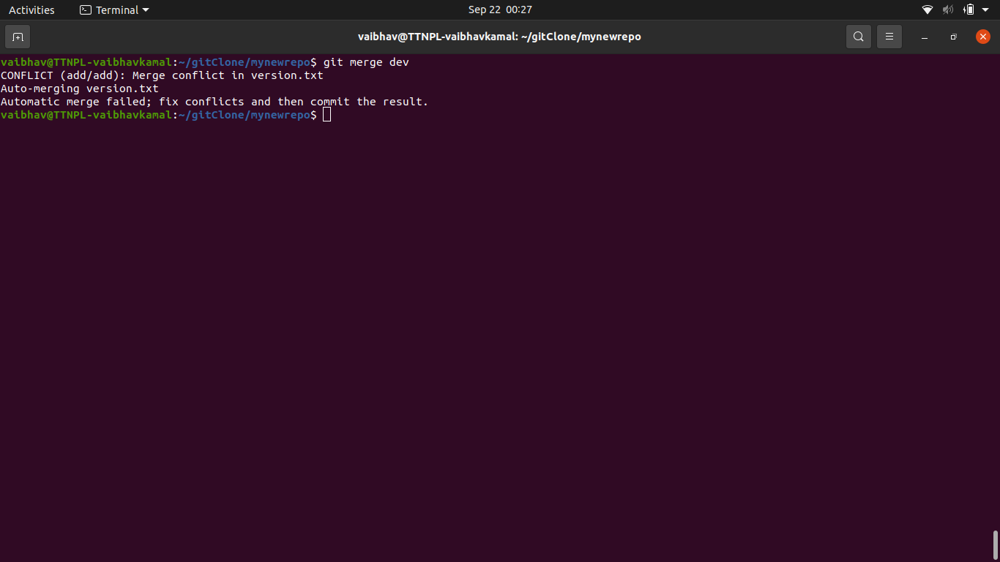 Activities
Terminal
Sep 22 00:27
vaibhav@TTNPL-vaibhavkamal: ~/gitClone/mynewrepo
vaibhav@TTNPL-vaibhavkamal:~/gitClone/mynewrepo$ git merge dev
CONFLICT (add/add): Merge conflict in version.txt
Auto-merging version.txt
Automatic merge failed; fix conflicts and then commit the result.
vaibhav@TTNPL-vaibhavkamal:~/gitClone/mynewrepo$